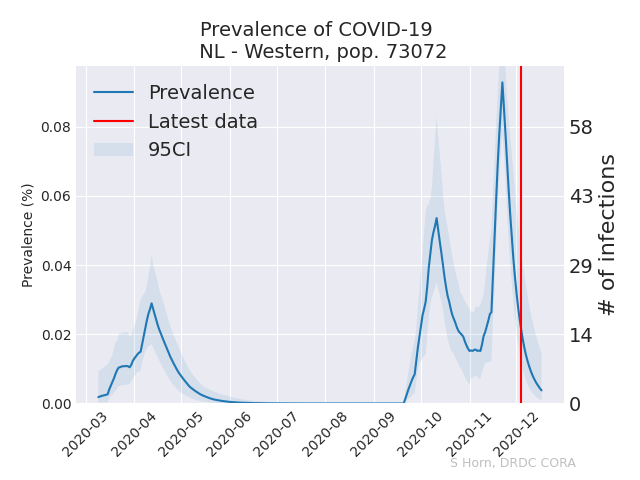 Prevalence of COVID-19
NL - Western, pop. 73072
Prevalence
Latest data
95CI
Prevalence (%)
0.08
0.06
0.04
0.02
0.00
# of infections
58
43
29
14
0
2020-03
2020-04
2020-05
2020-06
2020-07
2020-08
2020-09
2020-10
2020-11
2020-12
S Horn, DRDC CORA